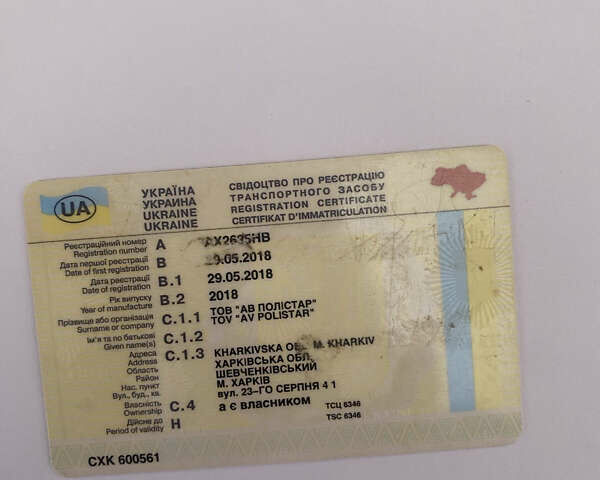 UA
УКРАЇНА
УКРАИНА
UKRAINE
UKRAINE
СВІДОЦТВО ПРО РЕЄСТРАЦІЮ
ТРАНСПОРТНОГО ЗАСОБУ
REGISTRATION CERTIFICATE
CERTIFIKAT D'IMMATRICULATION
Реєстраційний номер
Registration number A AX2635HB
Дата першої реєстрації
Date of first registration B 29.05.2018
Дата реєстрації
Date of registration B.1 29.05.2018
Рік випуску
Year of manufacture B.2 2018
Прізвище або організація
Surname or company C.1.1 ТОВ "АВ ПОЛІСТАР"
TOV "AV POLISTAR"
Ім'я та по батькові
Given name(s) C.1.2
Адреса
Address C.1.3 KHARKIVSKA M. KHARKIV
Область ХАРКІВСЬКА ОБЛ.
Район ШЕВЧЕНКІВСЬКИЙ
Нас. пункт М. ХАРКІВ
Вул., буд., кв. вул. 23-ГО СЕРПНЯ 4 1
Власність
Ownership C.4 а є власником ТСЦ 6346
Дійсне до TSC 6346
Period of validity H
CXK 600561